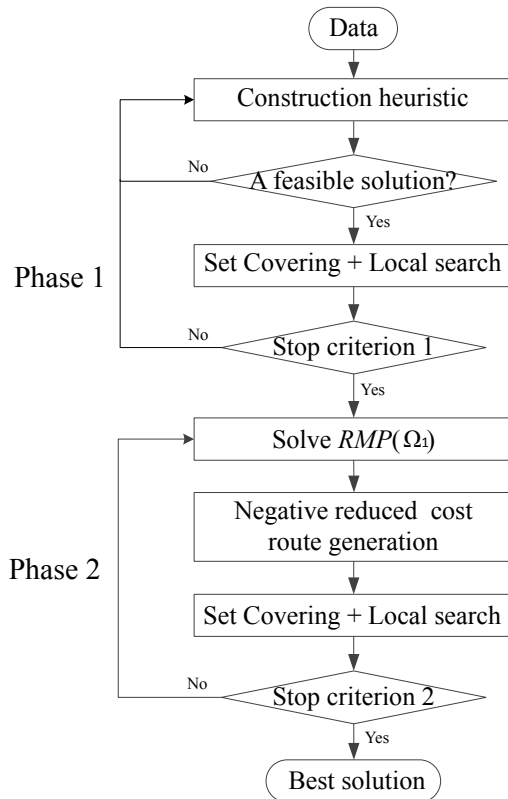 Data
Construction heuristic
No
A feasible solution?
Yes
Set Covering + Local search
Phase 1
No
Stop criterion 1
Yes
Solve RMP(Ω₁)
Negative reduced cost
route generation
Phase 2
Set Covering + Local search
No
Stop criterion 2
Yes
Best solution